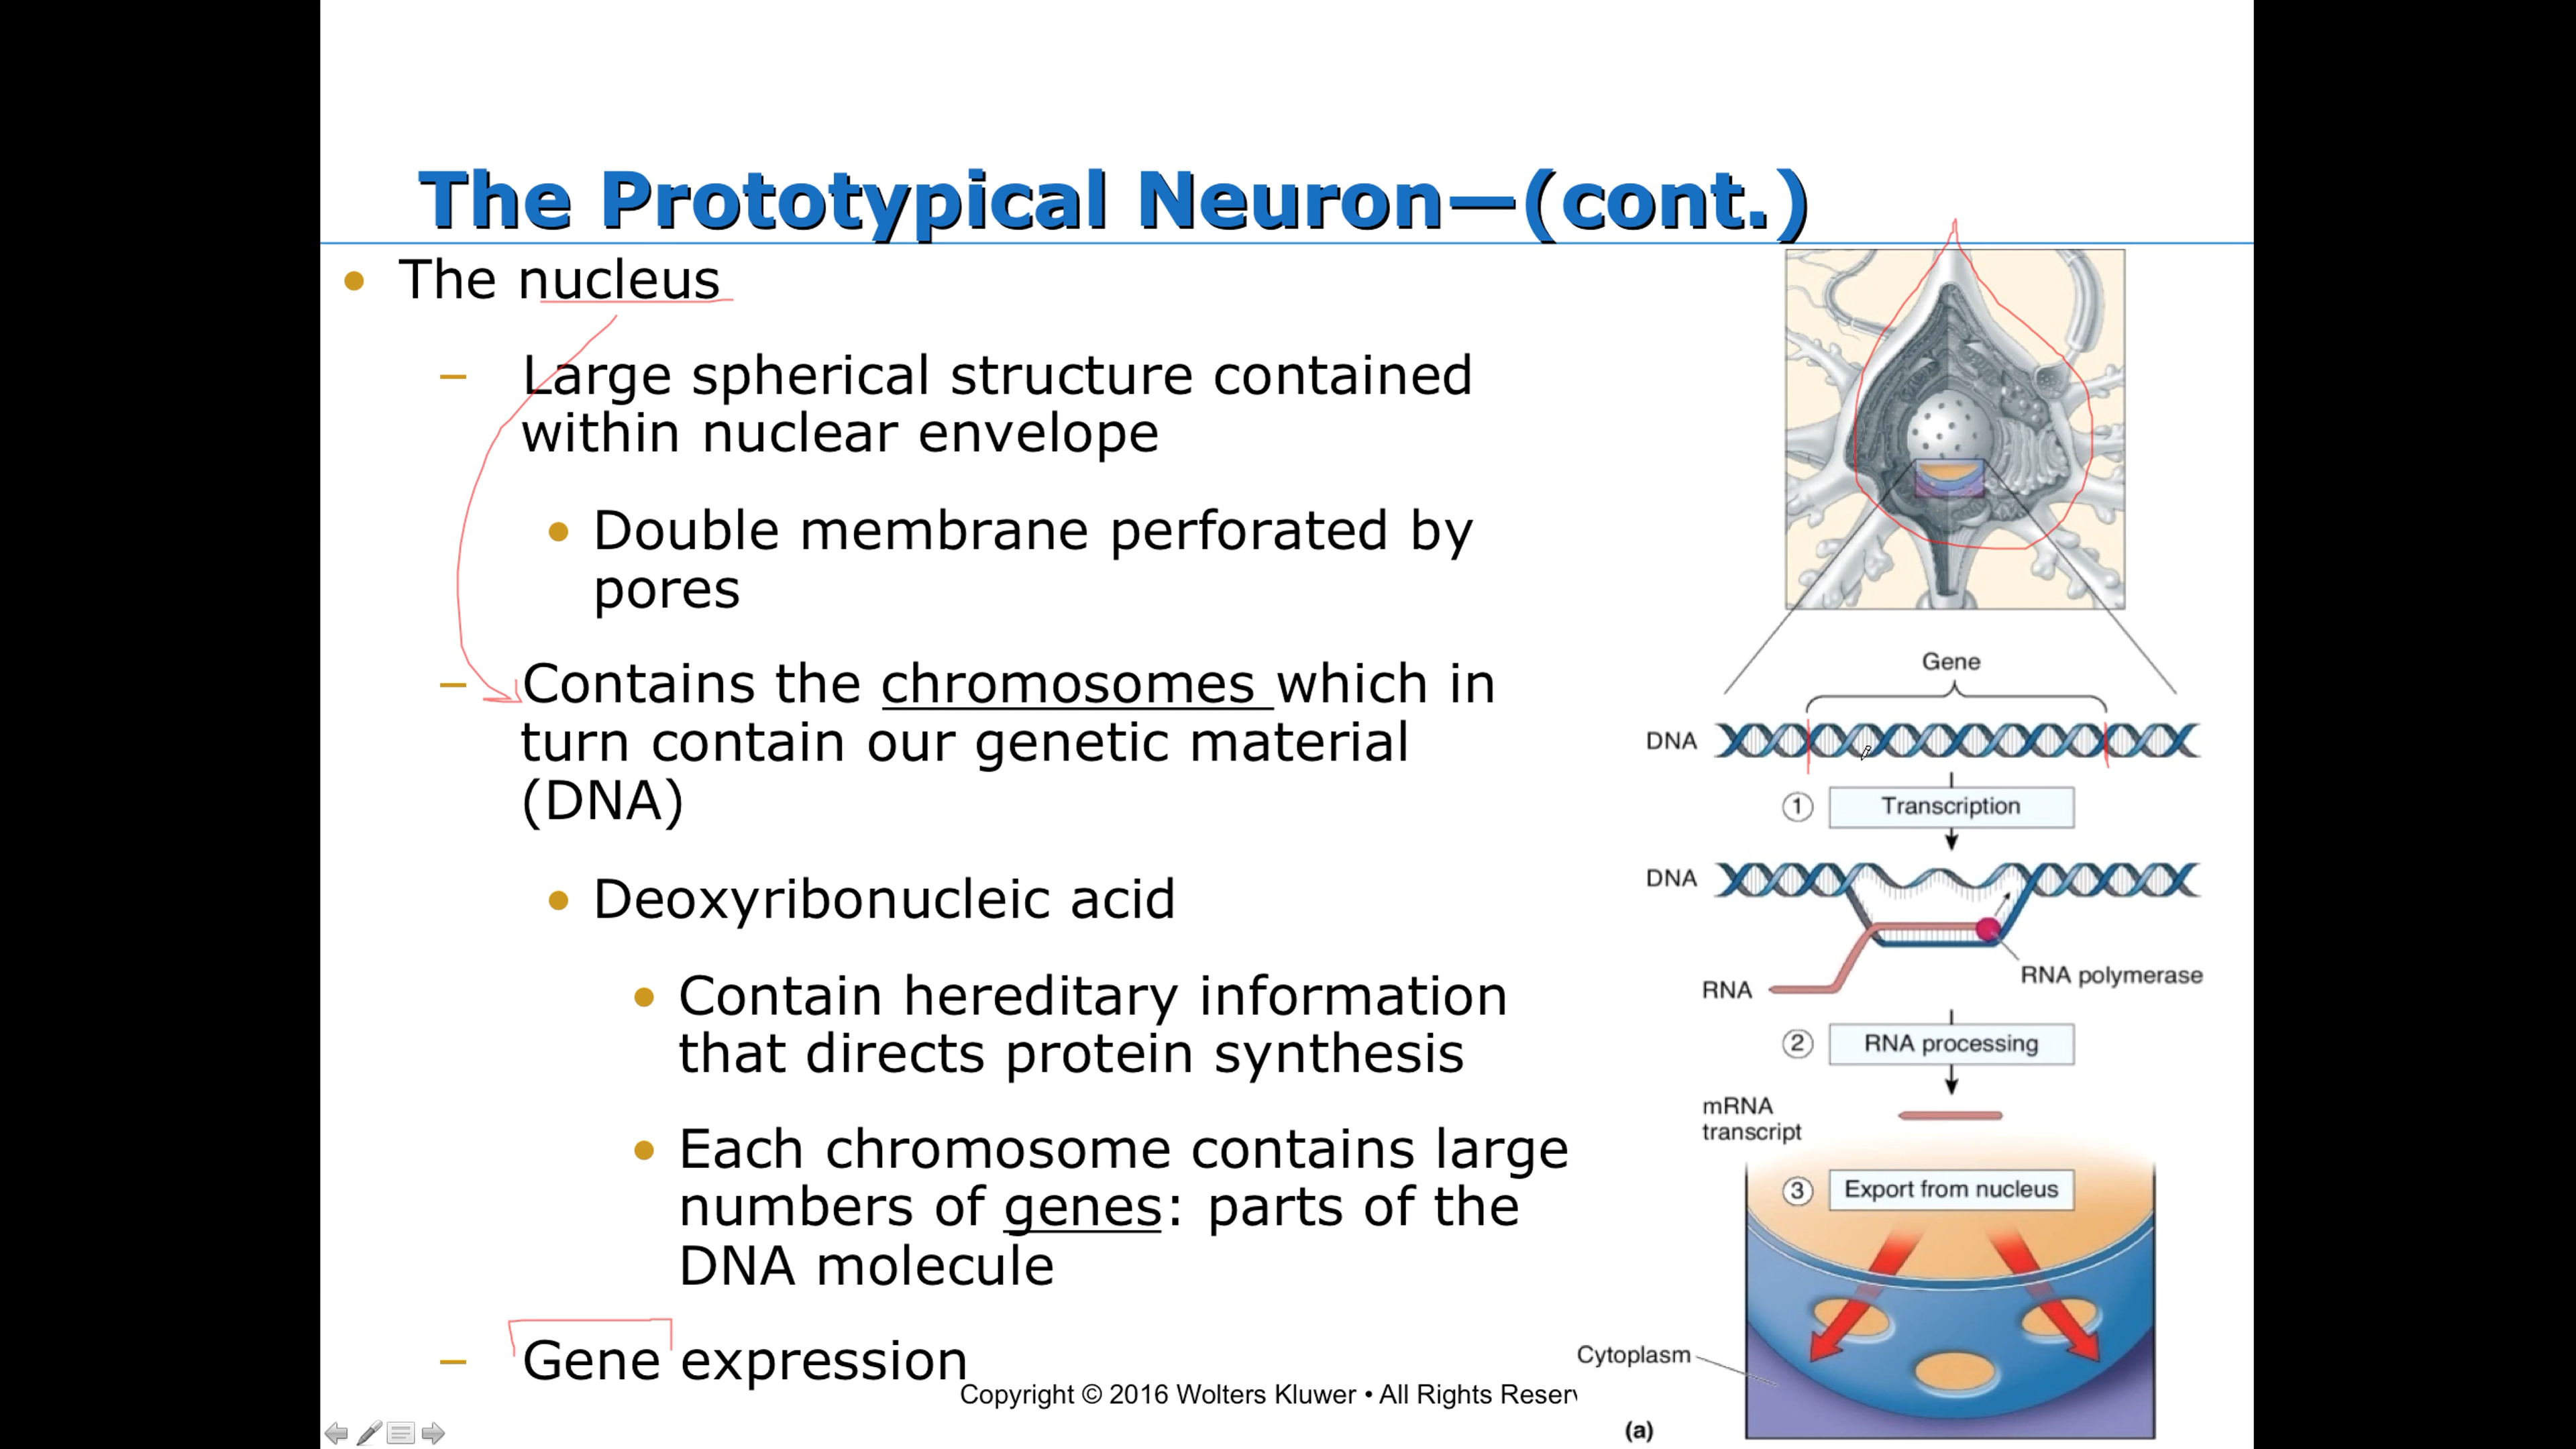 The Prototypical Neuron—(cont.)
• The nucleus
– Large spherical structure contained
within nuclear envelope
• Double membrane perforated by
pores
– Contains the chromosomes which in
turn contain our genetic material
(DNA)
• Deoxyribonucleic acid
• Contain hereditary information
that directs protein synthesis
• Each chromosome contains large
numbers of genes: parts of the
DNA molecule
– Gene expression
Copyright © 2016 Wolters Kluwer • All Rights Reserv
Gene
DNA
1 Transcription
DNA
RNA polymerase
RNA
2 RNA processing
mRNA
transcript
3 Export from nucleus
Cytoplasm
(a)